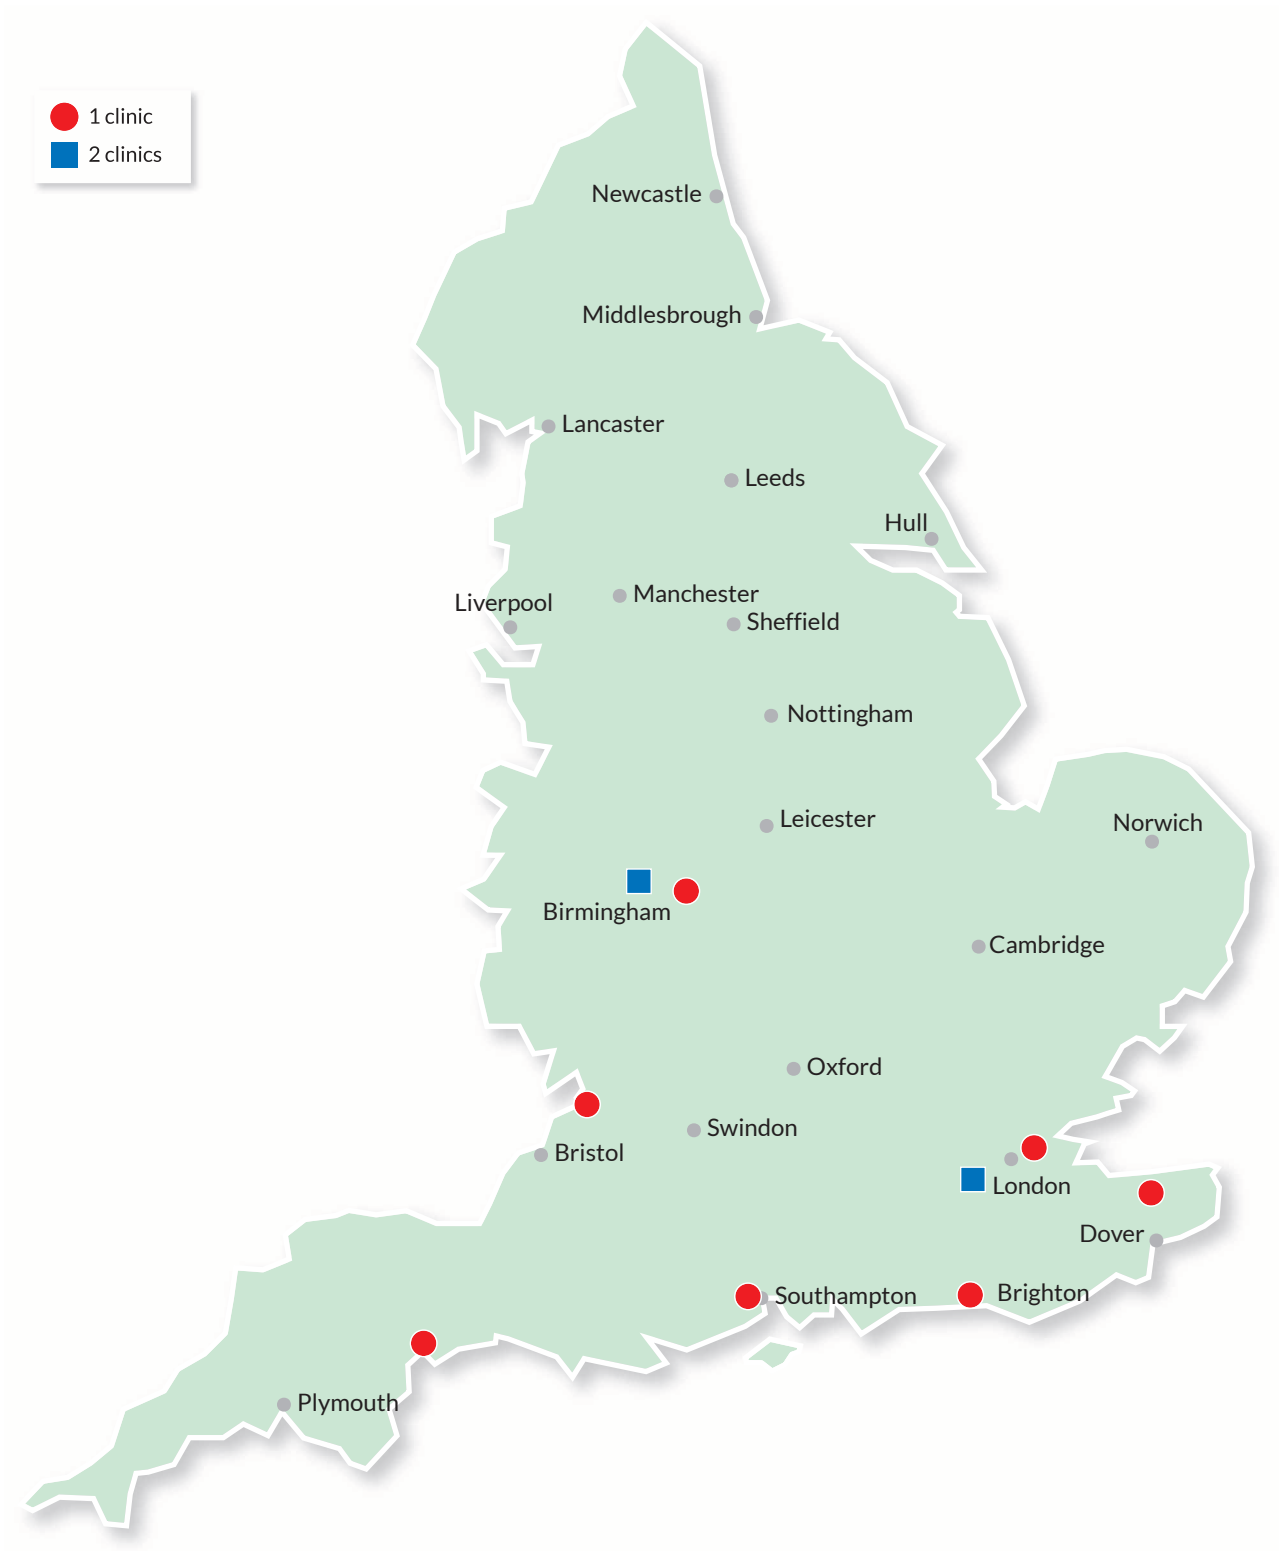 1 clinic
2 clinics
Newcastle
Middlesbrough
Lancaster
Leeds
Hull
Manchester
Liverpool
Sheffield
Nottingham
Leicester
Norwich
Birmingham
Cambridge
Oxford
Swindon
Bristol
London
Dover
Brighton
Southampton
Plymouth